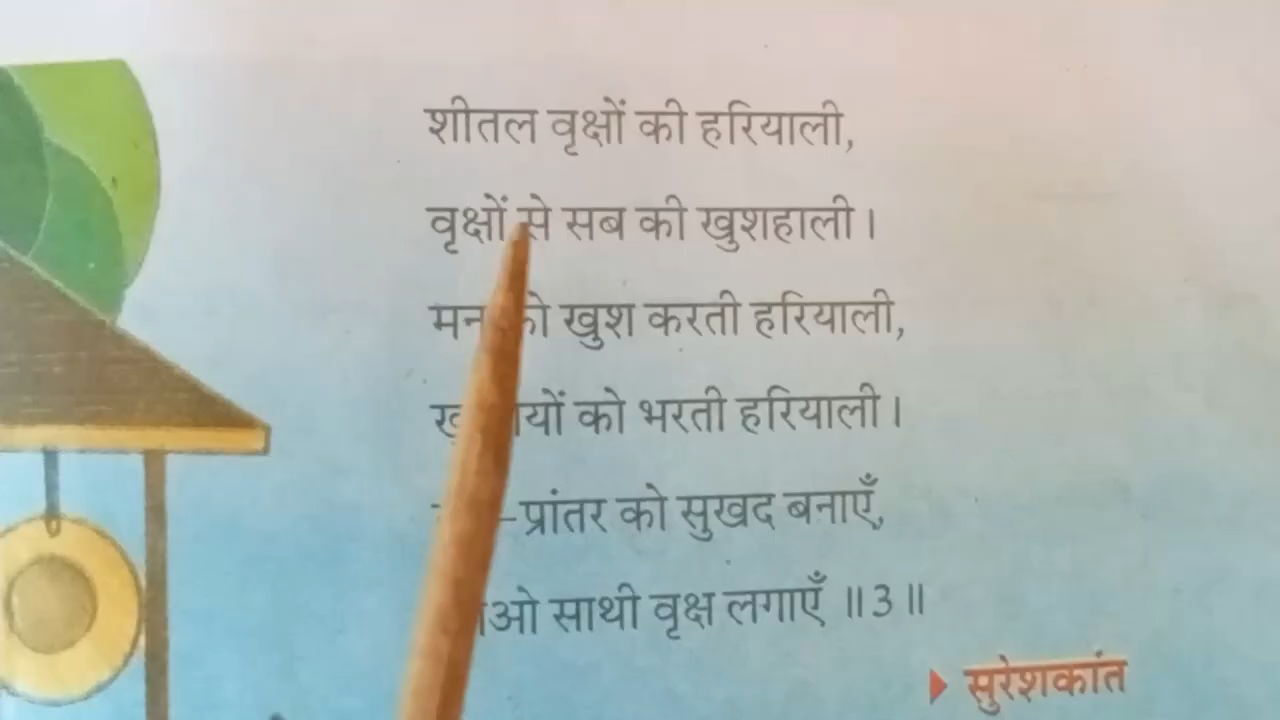 शीतल वृक्षों की हरियाली,
वृक्षों से सब की खुशहाली।
मन को खुश करती हरियाली,
को भरती हरियाली।
प्रांतर को सुखद बनाएँ,
साथी वृक्ष लगाएँ ॥3॥
सुरेशकांत